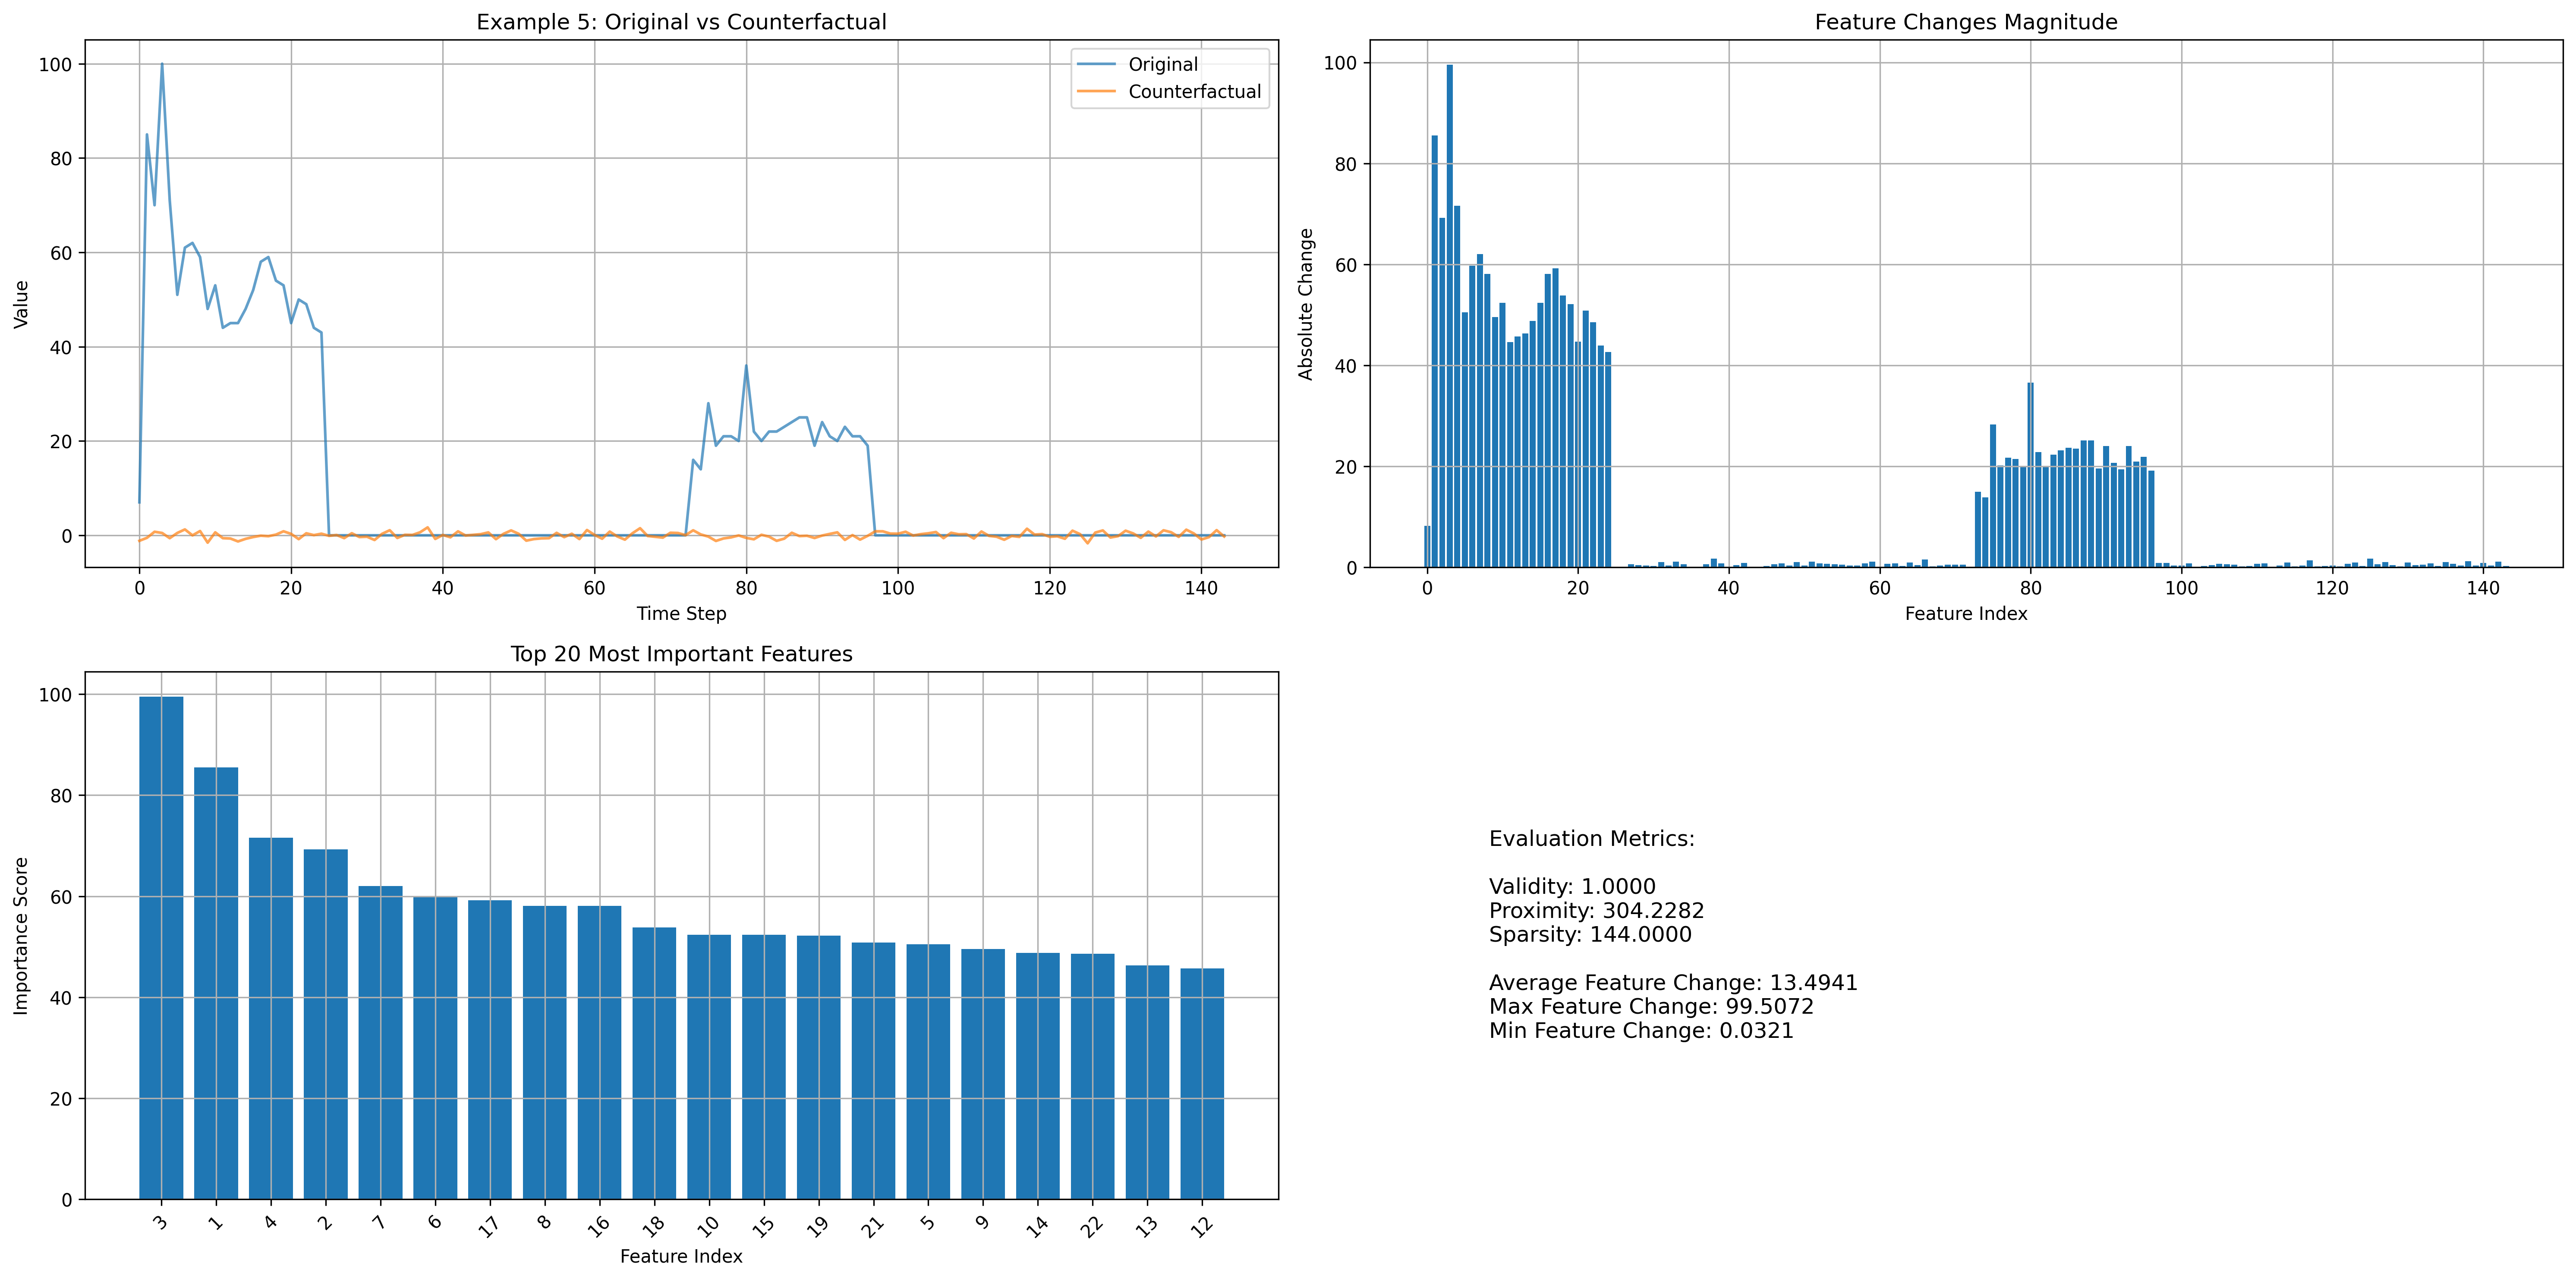 Example 5: Original vs Counterfactual
Original
Counterfactual
Value
100
80
60
40
20
0
0 20 40 60 80 100 120 140
Time Step
Feature Changes Magnitude
Absolute Change
100
80
60
40
20
0
0 20 40 60 80 100 120 140
Feature Index
Top 20 Most Important Features
Importance Score
100
80
60
40
20
0
3 1 4 2 7 6 17 8 16 18 10 15 19 21 5 9 14 22 13 12
Feature Index
Evaluation Metrics:
Validity: 1.0000
Proximity: 304.2282
Sparsity: 144.0000
Average Feature Change: 13.4941
Max Feature Change: 99.5072
Min Feature Change: 0.0321